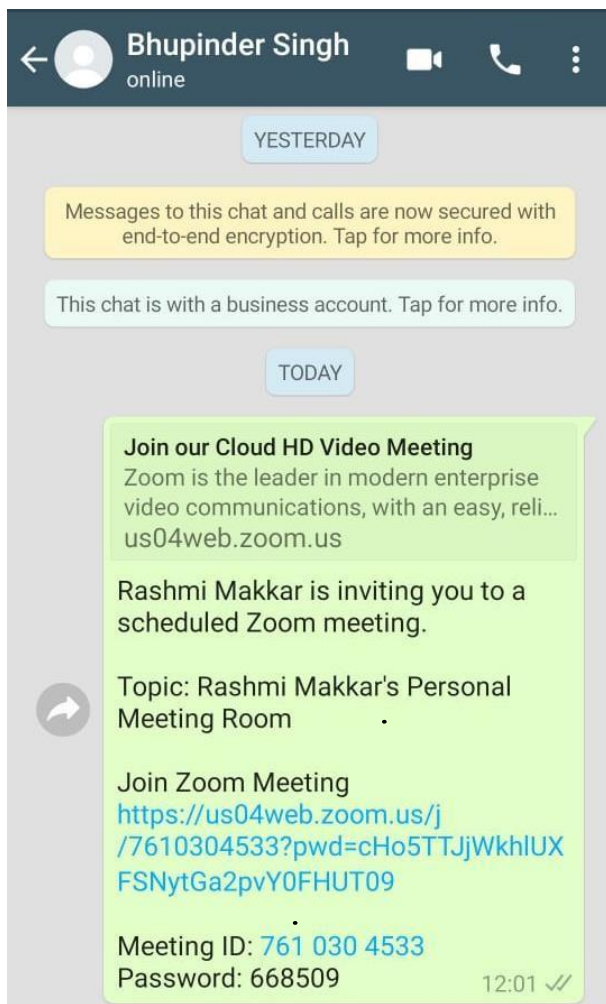 Bhupinder Singh
online
YESTERDAY
Messages to this chat and calls are now secured with
end-to-end encryption. Tap for more info.
This chat is with a business account. Tap for more info.
TODAY
Join our Cloud HD Video Meeting
Zoom is the leader in modern enterprise
video communications, with an easy, reli...
us04web.zoom.us
Rashmi Makkar is inviting you to a
scheduled Zoom meeting.
Topic: Rashmi Makkar's Personal
Meeting Room
Join Zoom Meeting
https://us04web.zoom.us/j
/7610304533?pwd=cHo5TTJjWkhlUX
FSNytGa2pvY0FHUT09
Meeting ID: 761 030 4533
Password: 668509
12:01